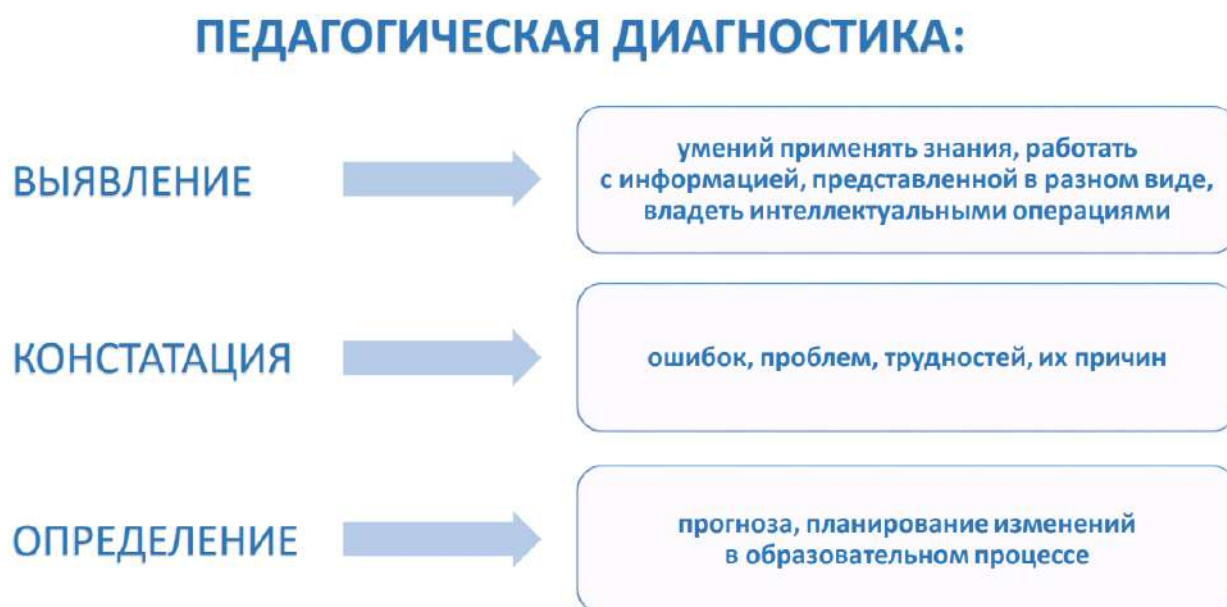 ПЕДАГОГИЧЕСКАЯ ДИАГНОСТИКА:
ВЫЯВЛЕНИЕ
умений применять знания, работать
с информацией, представленной в разном виде,
владеть интеллектуальными операциями
КОНСТАТАЦИЯ
ошибок, проблем, трудностей, их причин
ОПРЕДЕЛЕНИЕ
прогноза, планирование изменений
в образовательном процессе